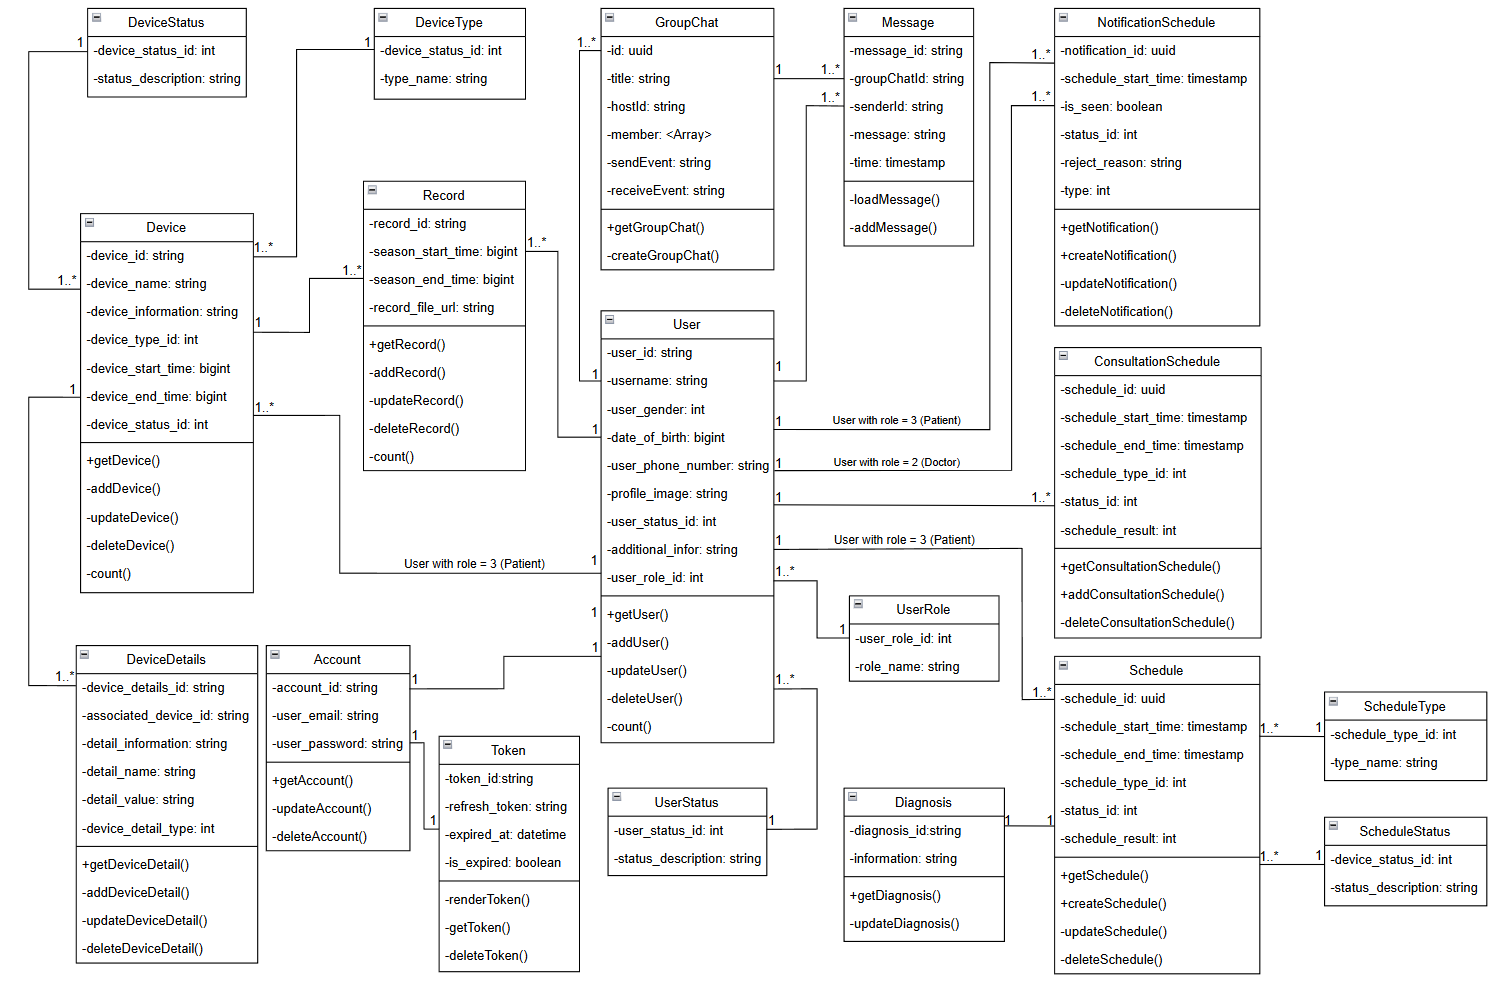 DeviceStatus
-device_status_id: int
-status_description: string
1
1..*
DeviceType
-device_status_id: int
-type_name: string
1
1..*
GroupChat
-id: uuid
-title: string
-hostId: string
-member: <Array>
-sendEvent: string
-receiveEvent: string
+getGroupChat()
-createGroupChat()
1..*
1
1
1..*
Message
-message_id: string
-groupChatId: string
-senderId: string
-message: string
-time: timestamp
-loadMessage()
-addMessage()
1..*
1
NotificationSchedule
-notification_id: uuid
-schedule_start_time: timestamp
-is_seen: boolean
-status_id: int
-reject_reason: string
-type: int
+getNotification()
+createNotification()
-updateNotification()
-deleteNotification()
1..*
1..*
Record
-record_id: string
-season_start_time: bigint
-season_end_time: bigint
-record_file_url: string
+getRecord()
-addRecord()
-updateRecord()
-deleteRecord()
-count()
1..*
1..*
1
1
Device
-device_id: string
-device_name: string
-device_information: string
-device_type_id: int
-device_start_time: bigint
-device_end_time: bigint
-device_status_id: int
+getDevice()
-addDevice()
-updateDevice()
-deleteDevice()
-count()
1
1..*
User with role = 3 (Patient)
1
User
-user_id: string
-username: string
-user_gender: int
-date_of_birth: bigint
-user_phone_number: string
-profile_image: string
-user_status_id: int
-additional_infor: string
-user_role_id: int
+getUser()
-addUser()
-updateUser()
-deleteUser()
-count()
1
User with role = 3 (Patient)
1
User with role = 2 (Doctor)
1
1..*
1
User with role = 3 (Patient)
1..*
1..*
1
1..*
1
1
1
1
ConsultationSchedule
-schedule_id: uuid
-schedule_start_time: timestamp
-schedule_end_time: timestamp
-schedule_type_id: int
-status_id: int
-schedule_result: int
+getConsultationSchedule()
+addConsultationSchedule()
-deleteConsultationSchedule()
UserRole
-user_role_id: int
-role_name: string
DeviceDetails
-device_details_id: string
-associated_device_id: string
-detail_information: string
-detail_name: string
-detail_value: string
-device_detail_type: int
+getDeviceDetail()
-addDeviceDetail()
-updateDeviceDetail()
-deleteDeviceDetail()
1..*
Account
-account_id: string
-user_email: string
-user_password: string
+getAccount()
-updateAccount()
-deleteAccount()
1
1
Token
-token_id:string
-refresh_token: string
-expired_at: datetime
-is_expired: boolean
-renderToken()
-getToken()
-deleteToken()
UserStatus
-user_status_id: int
-status_description: string
Diagnosis
-diagnosis_id:string
-information: string
+getDiagnosis()
-updateDiagnosis()
1
1
Schedule
-schedule_id: uuid
-schedule_start_time: timestamp
-schedule_end_time: timestamp
-schedule_type_id: int
-status_id: int
-schedule_result: int
+getSchedule()
+createSchedule()
-updateSchedule()
-deleteSchedule()
1..*
1
1..*
1
ScheduleType
-schedule_type_id: int
-type_name: string
ScheduleStatus
-device_status_id: int
-status_description: string